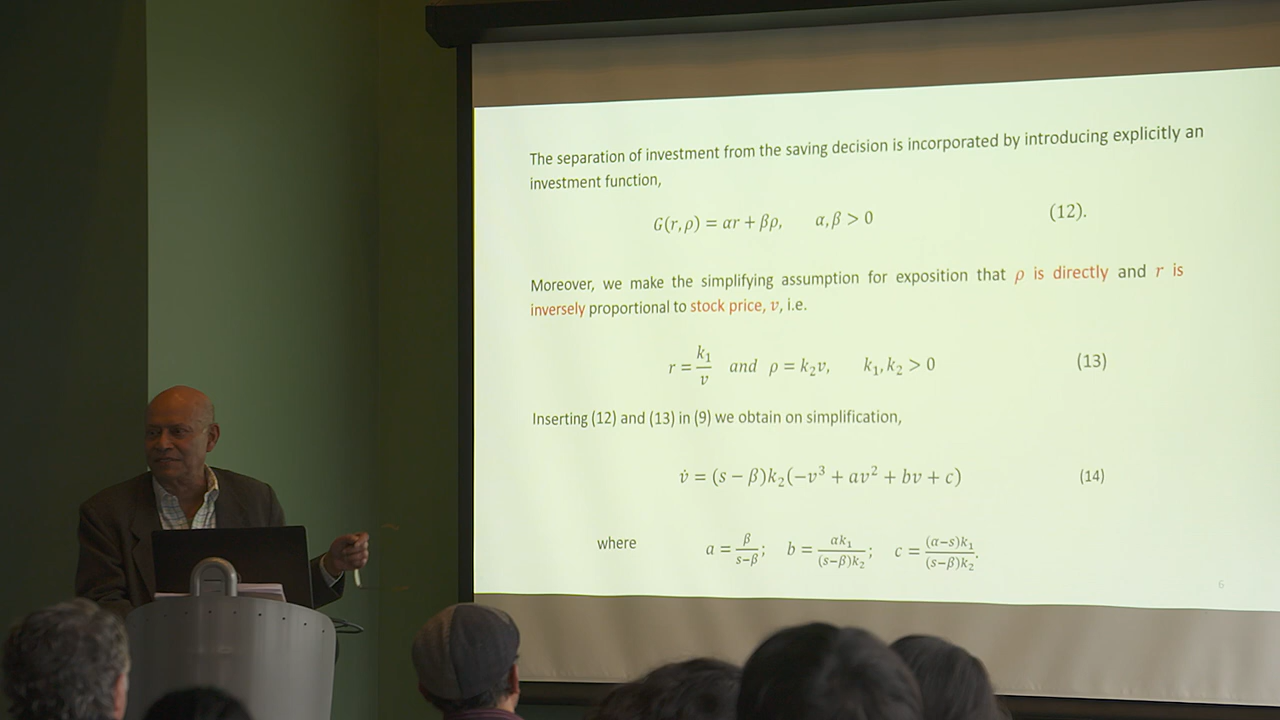 The separation of investment from the saving decision is incorporated by introducing explicitly an
investment function,
G(r,ρ) = αr + βρ, α,β > 0 (12).
Moreover, we make the simplifying assumption for exposition that ρ is directly and r is
inversely proportional to stock price, v, i.e.
r = k₁/v and ρ = k₂v, k₁,k₂ > 0 (13)
Inserting (12) and (13) in (9) we obtain on simplification,
v̇ = (s − β)k₂(−v³ + av² + bv + c) (14)
where a = β/(s−β); b = αk₁/((s−β)k₂); c = (α−s)k₁/((s−β)k₂).
6